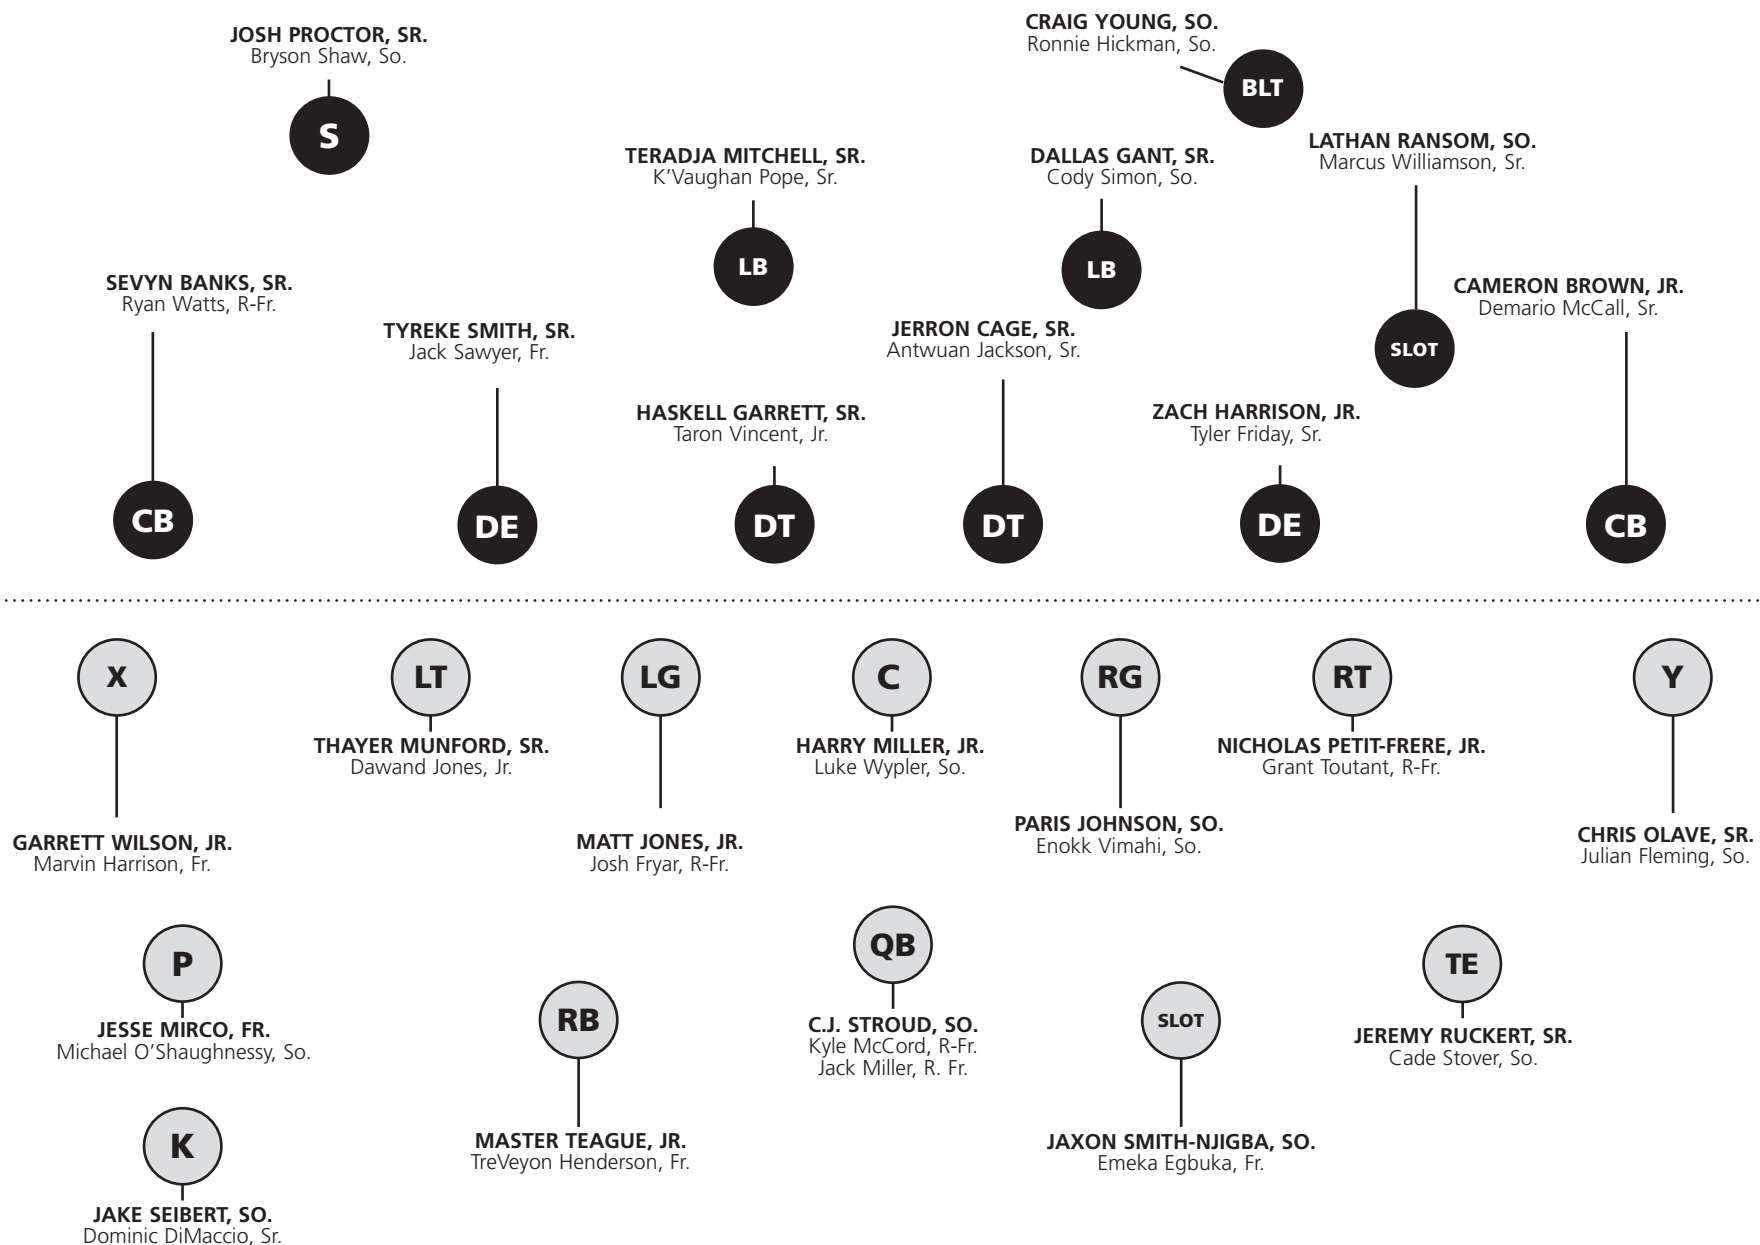 JOSH PROCTOR, SR.
Bryson Shaw, So.
S
CRAIG YOUNG, SO.
Ronnie Hickman, So.
BLT
TERADJA MITCHELL, SR.
K'Vaughan Pope, Sr.
LB
DALLAS GANT, SR.
Cody Simon, So.
LB
LATHAN RANSOM, SO.
Marcus Williamson, Sr.
SLOT
SEVYN BANKS, SR.
Ryan Watts, R-Fr.
CB
TYREKE SMITH, SR.
Jack Sawyer, Fr.
DE
HASKELL GARRETT, SR.
Taron Vincent, Jr.
DT
JERRON CAGE, SR.
Antwuan Jackson, Sr.
DT
ZACH HARRISON, JR.
Tyler Friday, Sr.
DE
CAMERON BROWN, JR.
Demario McCall, Sr.
CB
X
GARRETT WILSON, JR.
Marvin Harrison, Fr.
LT
THAYER MUNFORD, SR.
Dawand Jones, Jr.
LG
MATT JONES, JR.
Josh Fryar, R-Fr.
C
HARRY MILLER, JR.
Luke Wypler, So.
RG
PARIS JOHNSON, SO.
Enokk Vimahi, So.
RT
NICHOLAS PETIT-FRERE, JR.
Grant Toutant, R-Fr.
Y
CHRIS OLAVE, SR.
Julian Fleming, So.
P
JESSE MIRCO, FR.
Michael O'Shaughnessy, So.
RB
MASTER TEAGUE, JR.
TreVeyon Henderson, Fr.
QB
C.J. STROUD, SO.
Kyle McCord, R-Fr.
Jack Miller, R. Fr.
SLOT
JAXON SMITH-NJIGBA, SO.
Emeka Egbuka, Fr.
TE
JEREMY RUCKERT, SR.
Cade Stover, So.
K
JAKE SEIBERT, SO.
Dominic DiMaccio, Sr.